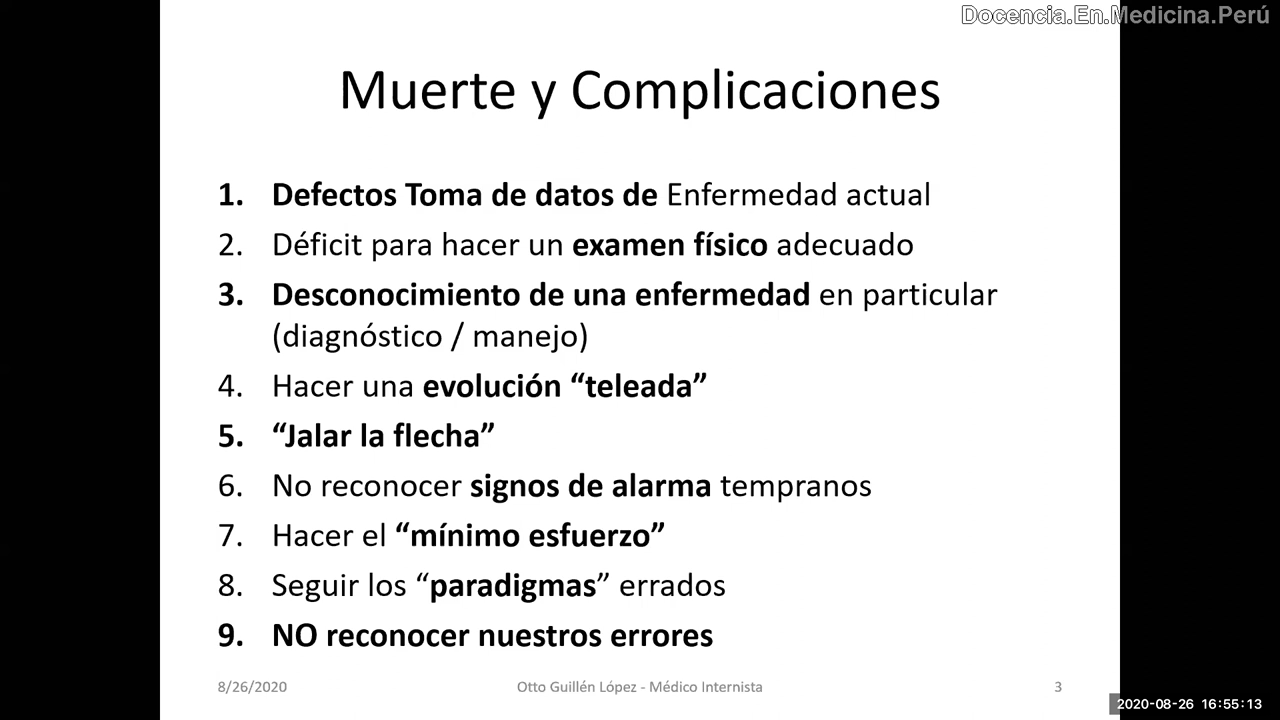 Docencia.En.Medicina.Perú
Muerte y Complicaciones
1. Defectos Toma de datos de Enfermedad actual
2. Déficit para hacer un examen físico adecuado
3. Desconocimiento de una enfermedad en particular
(diagnóstico / manejo)
4. Hacer una evolución “teleada”
5. “Jalar la flecha”
6. No reconocer signos de alarma tempranos
7. Hacer el “mínimo esfuerzo”
8. Seguir los “paradigmas” errados
9. NO reconocer nuestros errores
8/26/2020 Otto Guillén López - Médico Internista 3
2020-08-26 16:55:13